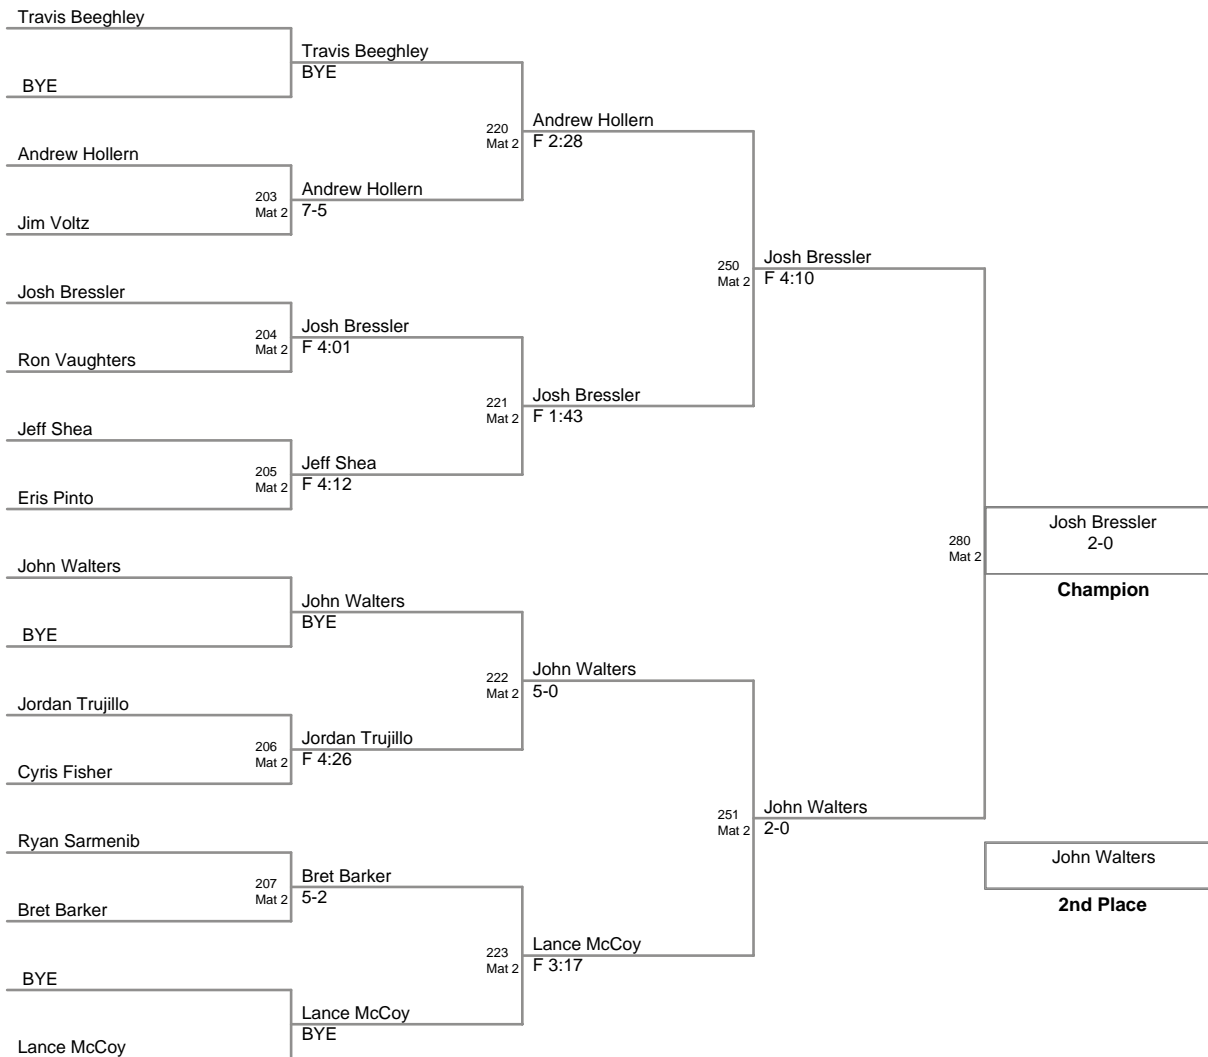 Travis Beeghley
Travis Beeghley
BYE
BYE
220
Mat 2
Andrew Hollern
F 2:28
Andrew Hollern
203
Mat 2
Andrew Hollern
7-5
Jim Voltz
250
Mat 2
Josh Bressler
F 4:10
Josh Bressler
204
Mat 2
Josh Bressler
F 4:01
Ron Vaughters
221
Mat 2
Josh Bressler
F 1:43
Jeff Shea
205
Mat 2
Jeff Shea
F 4:12
Eris Pinto
280
Mat 2
Josh Bressler
2-0
Champion
John Walters
John Walters
BYE
BYE
222
Mat 2
John Walters
5-0
Jordan Trujillo
206
Mat 2
Jordan Trujillo
F 4:26
Cyris Fisher
251
Mat 2
John Walters
2-0
Ryan Sarmenib
207
Mat 2
Bret Barker
5-2
Bret Barker
John Walters
2nd Place
223
Mat 2
Lance McCoy
F 3:17
BYE
Lance McCoy
BYE
Lance McCoy